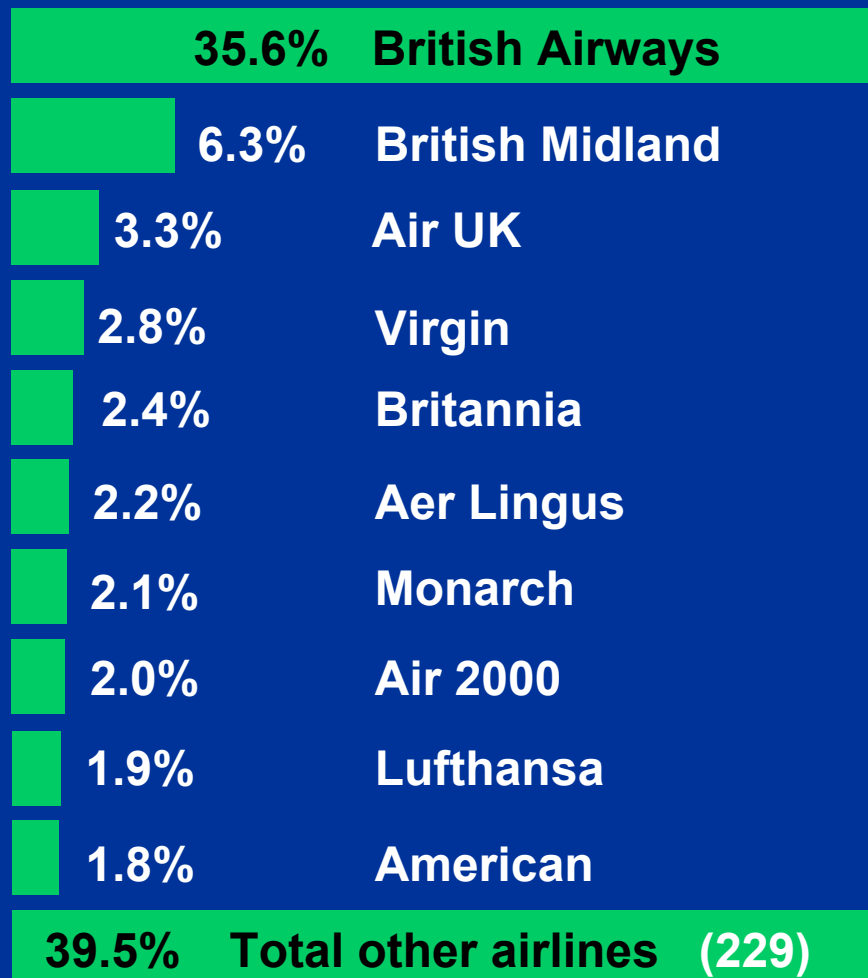 35.6% British Airways
6.3% British Midland
3.3% Air UK
2.8% Virgin
2.4% Britannia
2.2% Aer Lingus
2.1% Monarch
2.0% Air 2000
1.9% Lufthansa
1.8% American
39.5% Total other airlines (229)